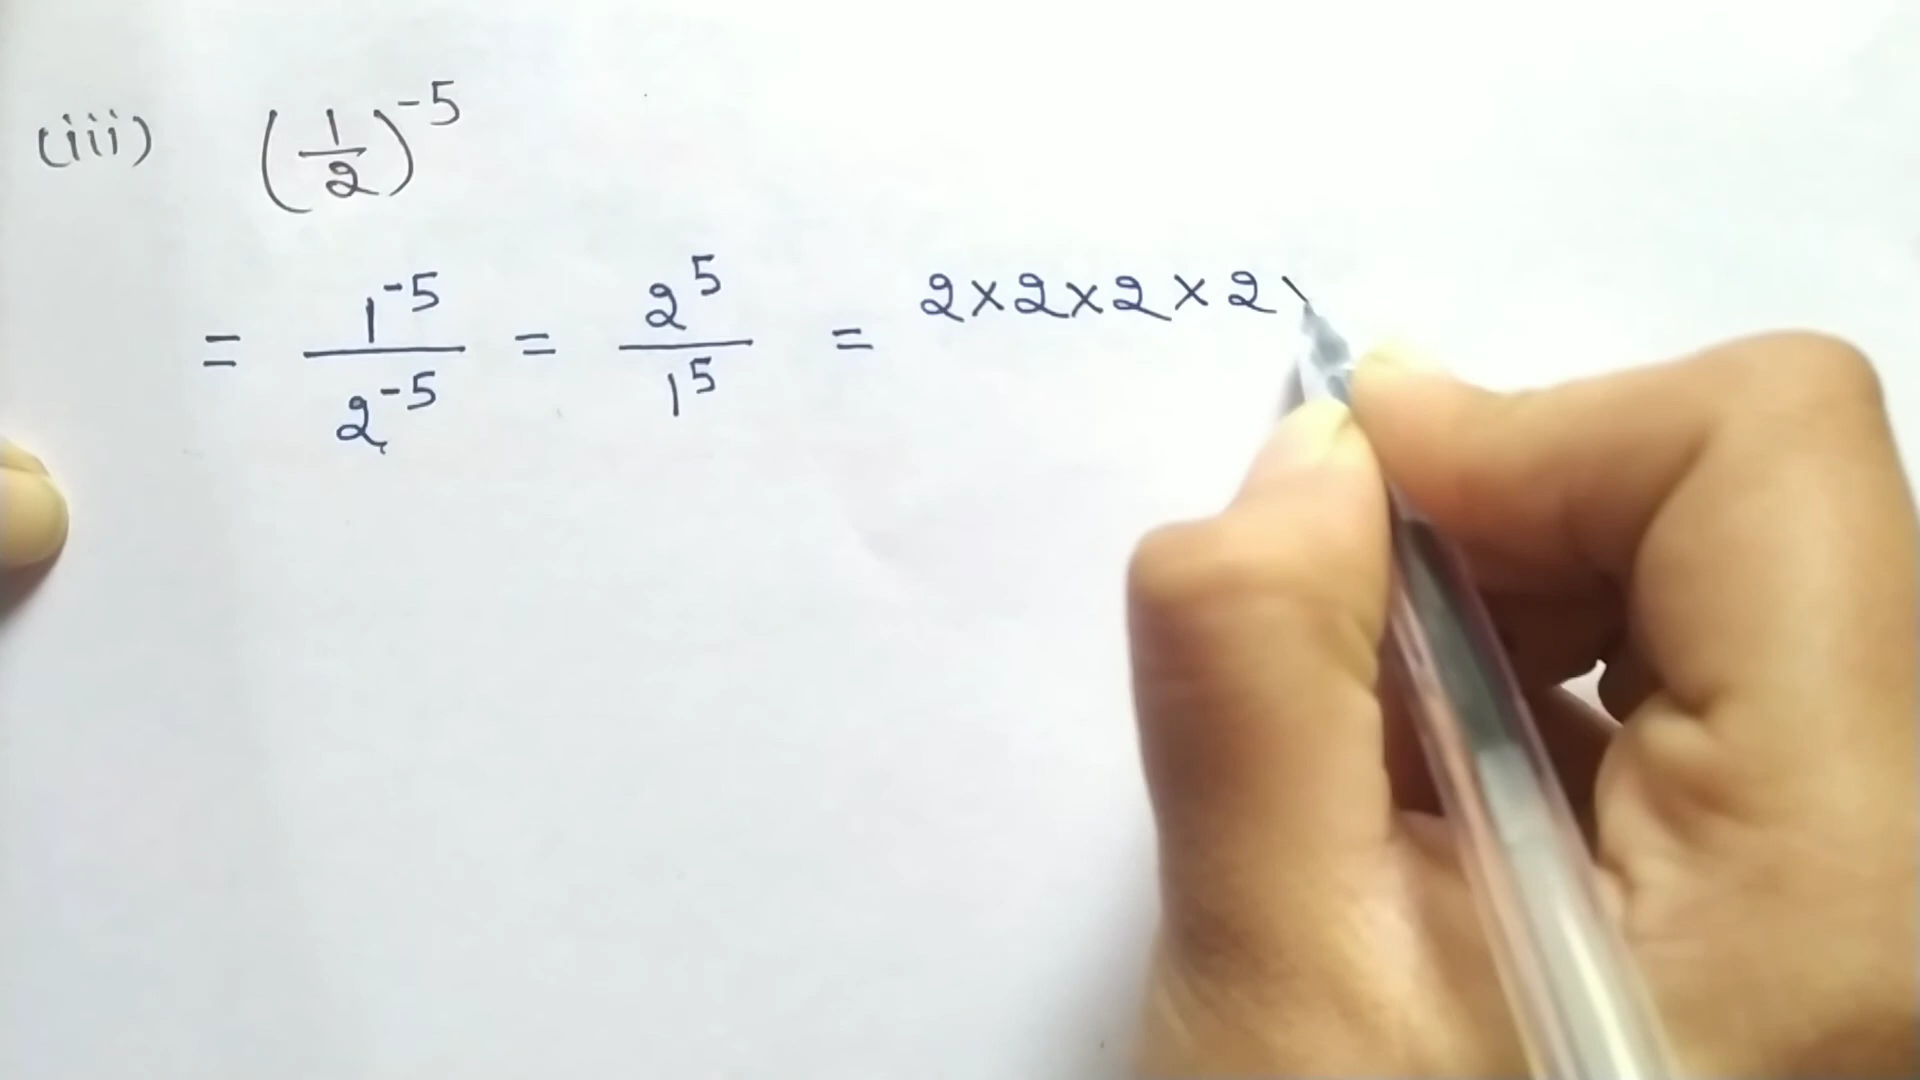 (iii) (1/2)^-5
= 1^-5/2^-5 = 2^5/1^5 = 2×2×2×2